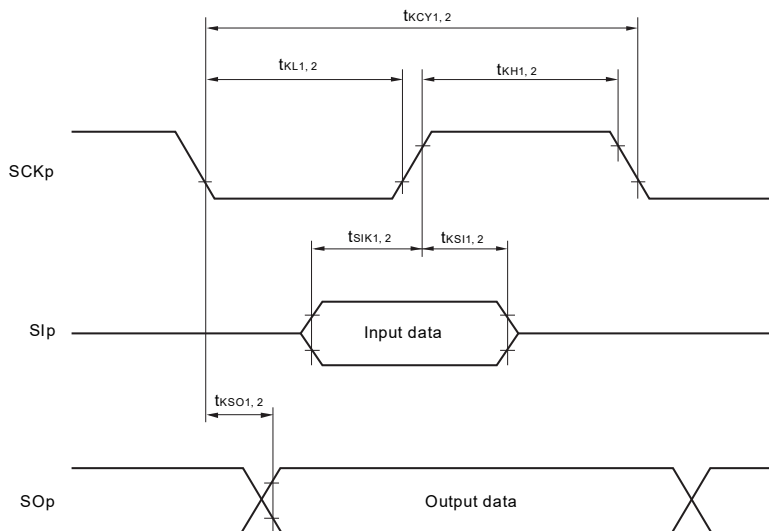 tKCY1, 2
tKL1, 2
tKH1, 2
SCKp
tSIK1, 2
tKSI1, 2
SIp
Input data
tKSO1, 2
SOp
Output data